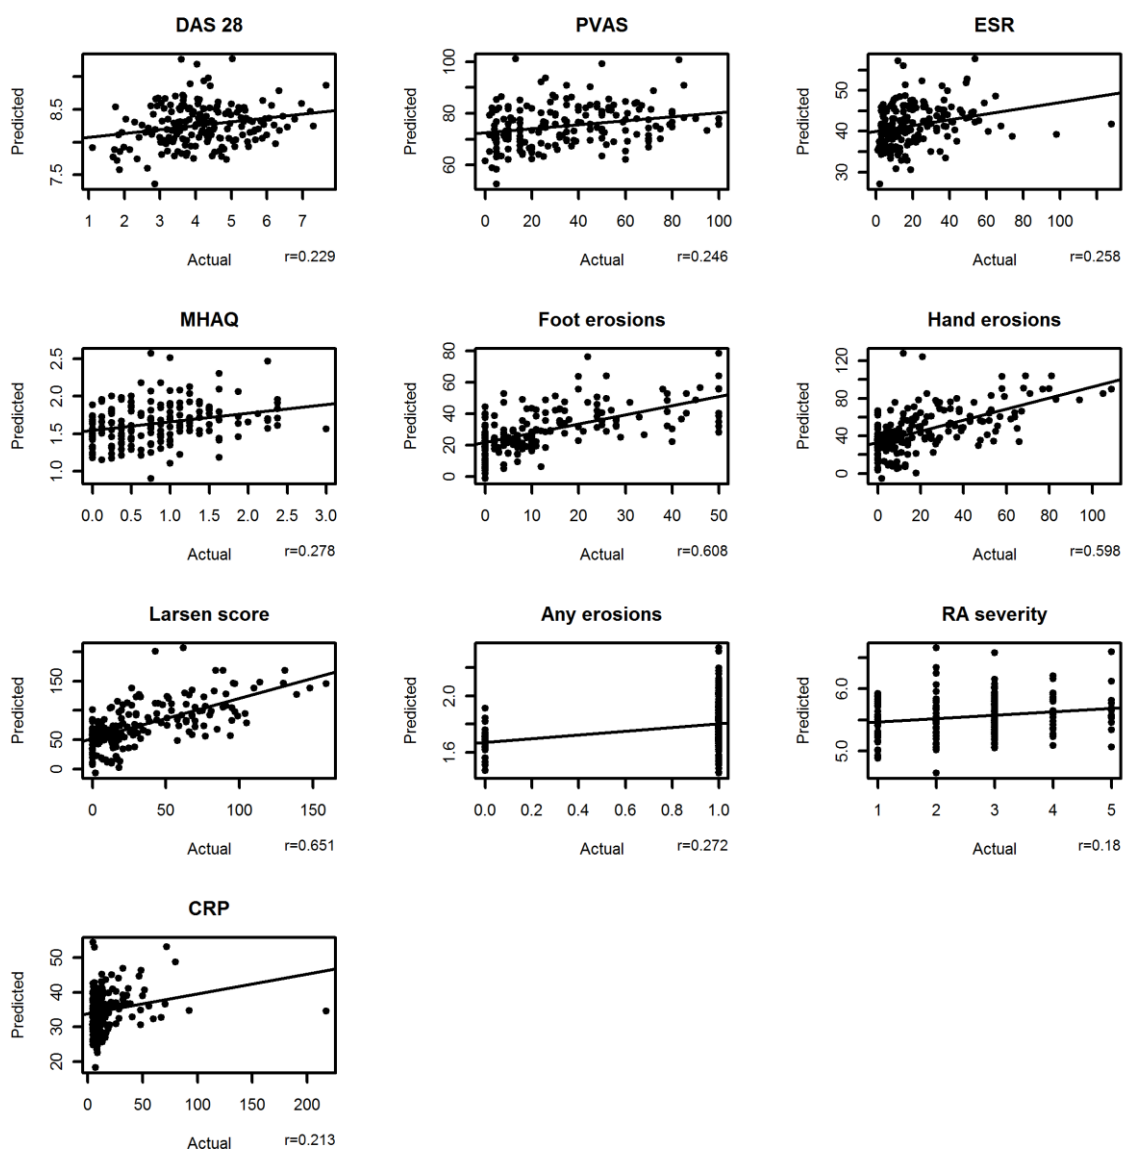 DAS 28
Predicted
7.5 8.5
1 2 3 4 5 6 7
Actual r=0.229
PVAS
Predicted
60 80 100
0 20 40 60 80 100
Actual r=0.246
ESR
Predicted
30 40 50
0 20 40 60 80 100
Actual r=0.258
MHAQ
Predicted
1.0 1.5 2.0 2.5
0.0 0.5 1.0 1.5 2.0 2.5 3.0
Actual r=0.278
Foot erosions
Predicted
0 20 40 60 80
0 10 20 30 40 50
Actual r=0.608
Hand erosions
Predicted
0 40 80 120
0 20 40 60 80 100
Actual r=0.598
Larsen score
Predicted
0 50 150
0 50 100 150
Actual r=0.651
Any erosions
Predicted
1.6 2.0
0.0 0.2 0.4 0.6 0.8 1.0
Actual r=0.272
RA severity
Predicted
5.0 6.0
1 2 3 4 5
Actual r=0.18
CRP
Predicted
20 30 40 50
0 50 100 150 200
Actual r=0.213